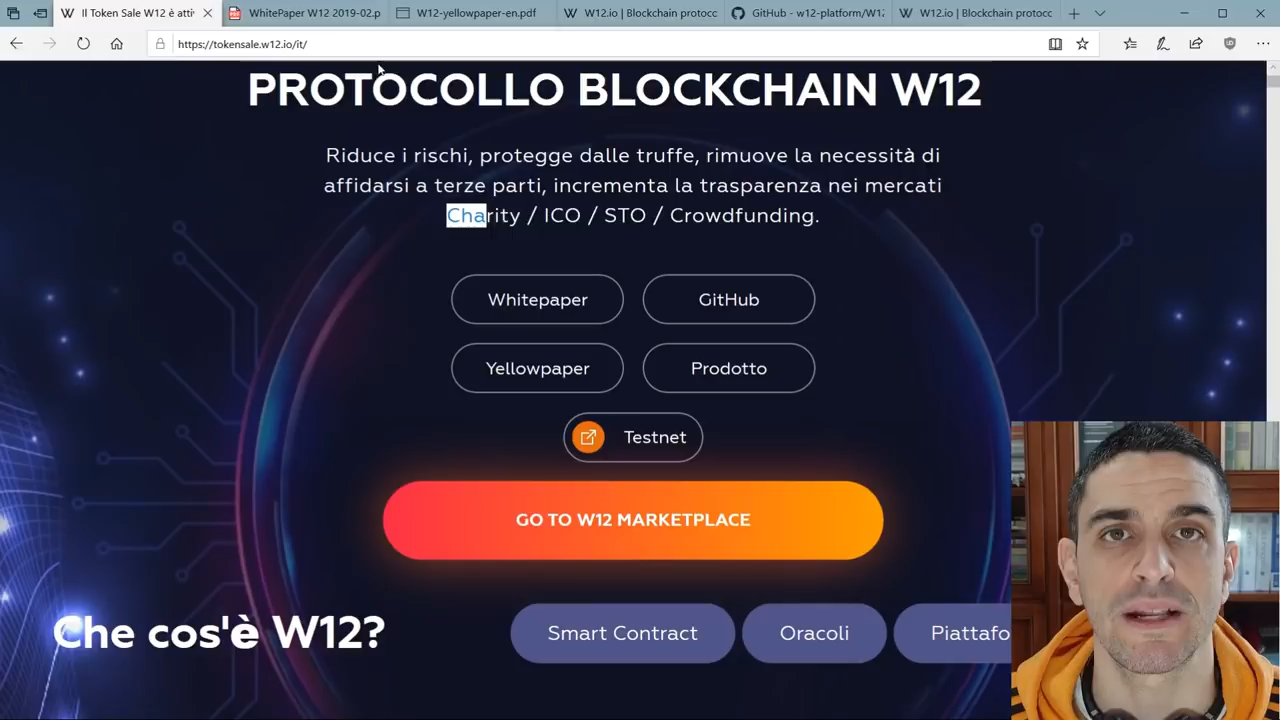 Il Token Sale W12 è atti
WhitePaper W12 2019-02.p
W12-yellowpaper-en.pdf
W12.io | Blockchain protocc
GitHub - w12-platform/W12
W12.io | Blockchain protocc
https://tokensale.w12.io/it/
PROTOCOLLO BLOCKCHAIN W12
Riduce i rischi, protegge dalle truffe, rimuove la necessità di
affidarsi a terze parti, incrementa la trasparenza nei mercati
Charity / ICO / STO / Crowdfunding.
Whitepaper
GitHub
Yellowpaper
Prodotto
Testnet
GO TO W12 MARKETPLACE
Che cos'è W12?
Smart Contract
Oracoli
Piattafo